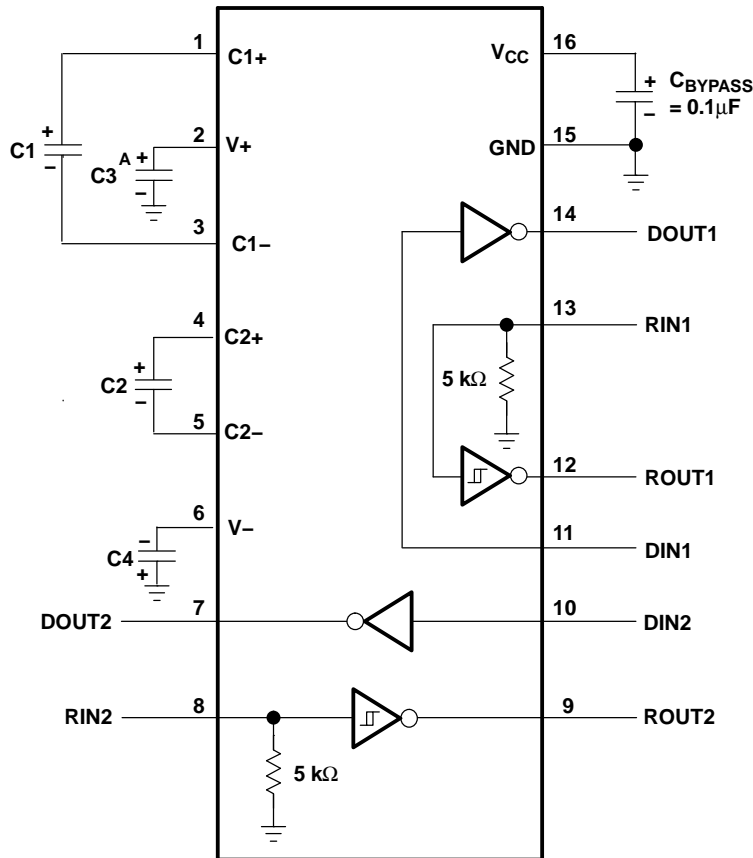 1
C1+
+
C1
–
2
V+
A
+
C3
–
3
C1–
4
C2+
+
C2
–
5
C2–
6
V–
–
C4
+
DOUT2
7
RIN2
8
5 kΩ
VCC
16
+
CBYPASS
–
= 0.1µF
GND
15
14
DOUT1
13
RIN1
5 kΩ
12
ROUT1
11
DIN1
10
DIN2
9
ROUT2